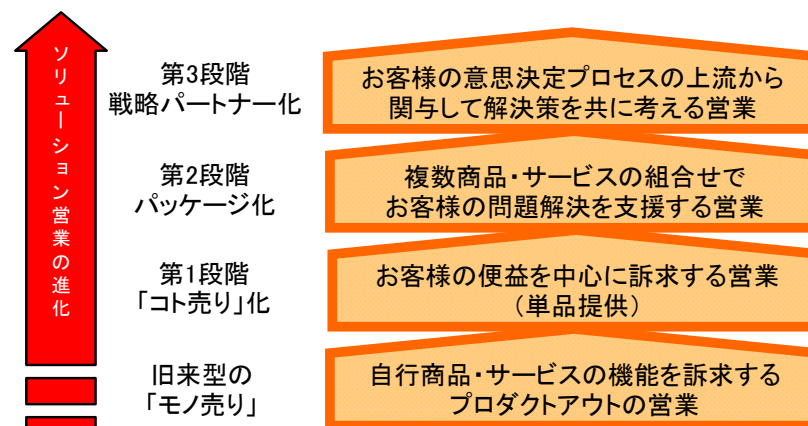 ソリューション営業の進化
第3段階
戦略パートナー化
お客様の意思決定プロセスの上流から
関与して解決策を共に考える営業
第2段階
パッケージ化
複数商品・サービスの組合せで
お客様の問題解決を支援する営業
第1段階
「コト売り」化
お客様の便益を中心に訴求する営業
（単品提供）
旧来型の
「モノ売り」
自行商品・サービスの機能を訴求する
プロダクトアウトの営業